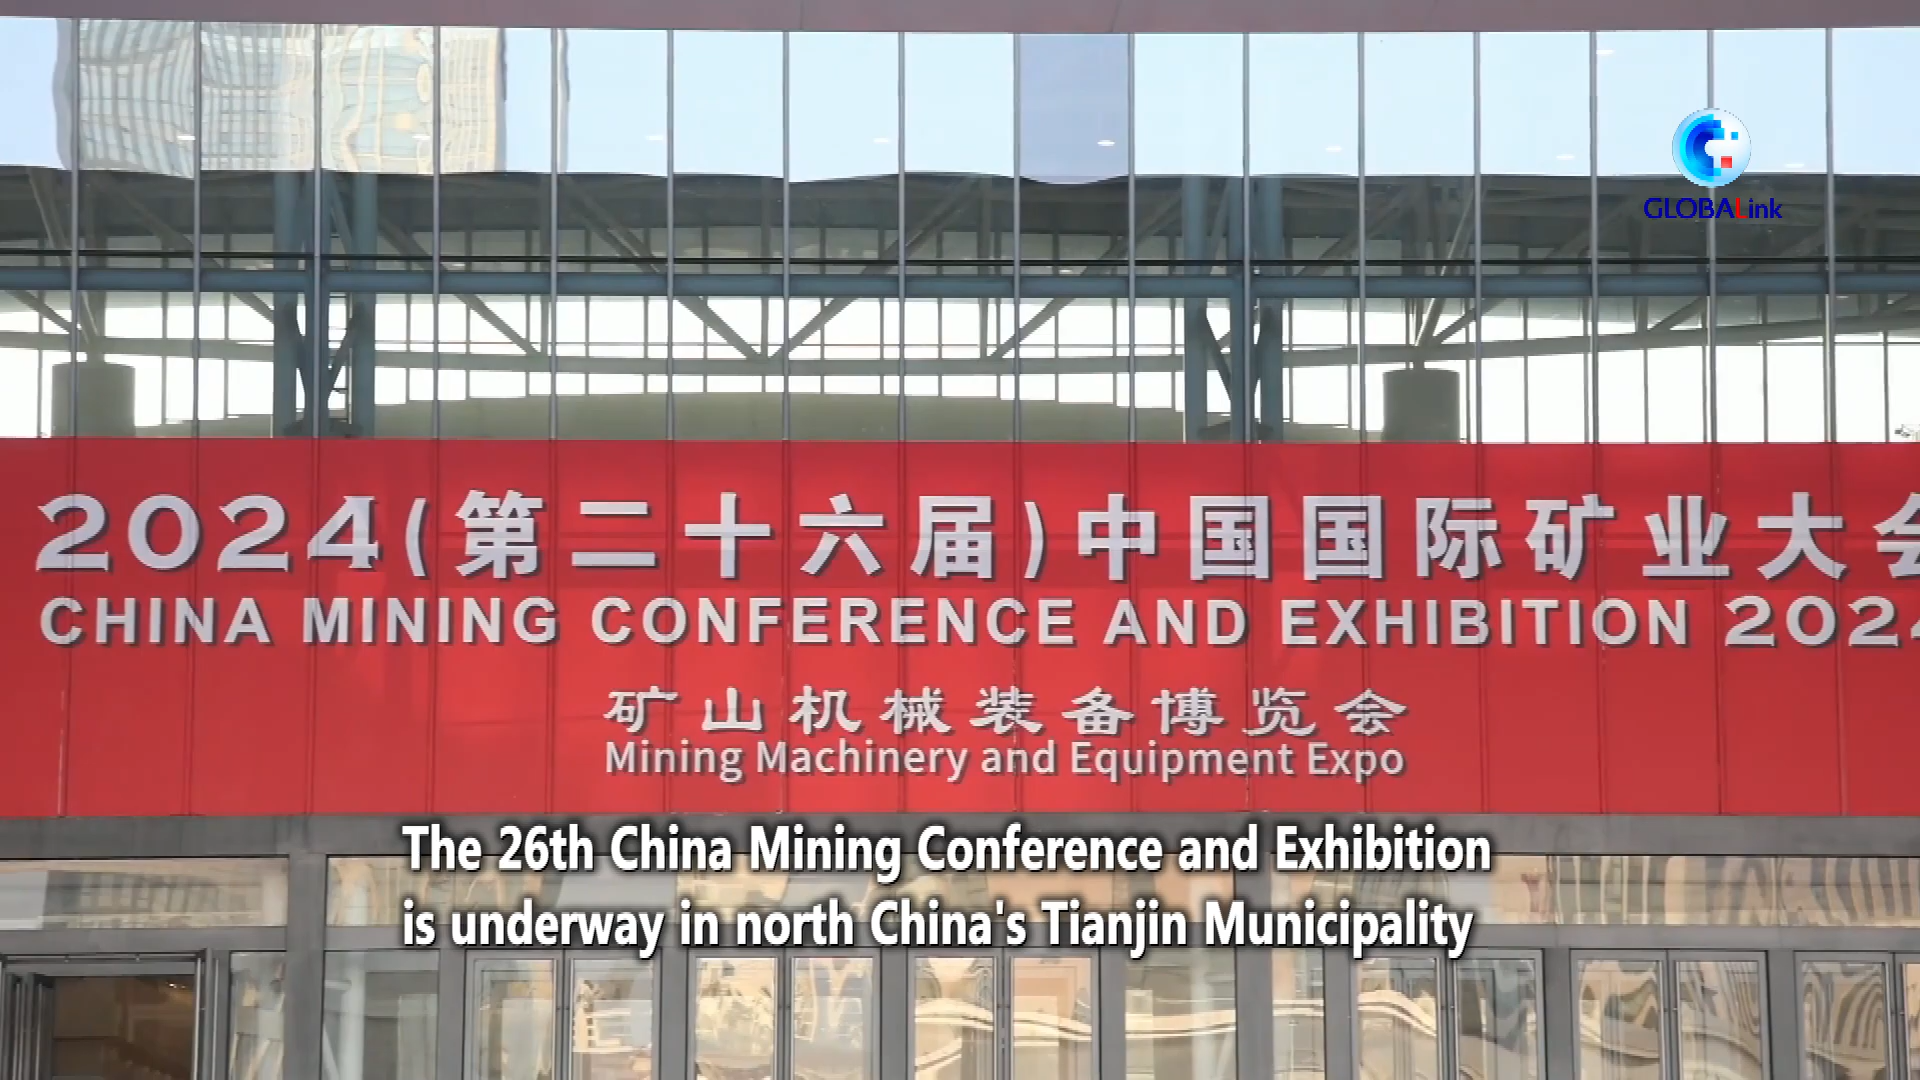 GLOBALink
2024(第二十六届)中国国际矿业大会
CHINA MINING CONFERENCE AND EXHIBITION 2024
矿山机械装备博览会
Mining Machinery and Equipment Expo
The 26th China Mining Conference and Exhibition
is underway in north China's Tianjin Municipality